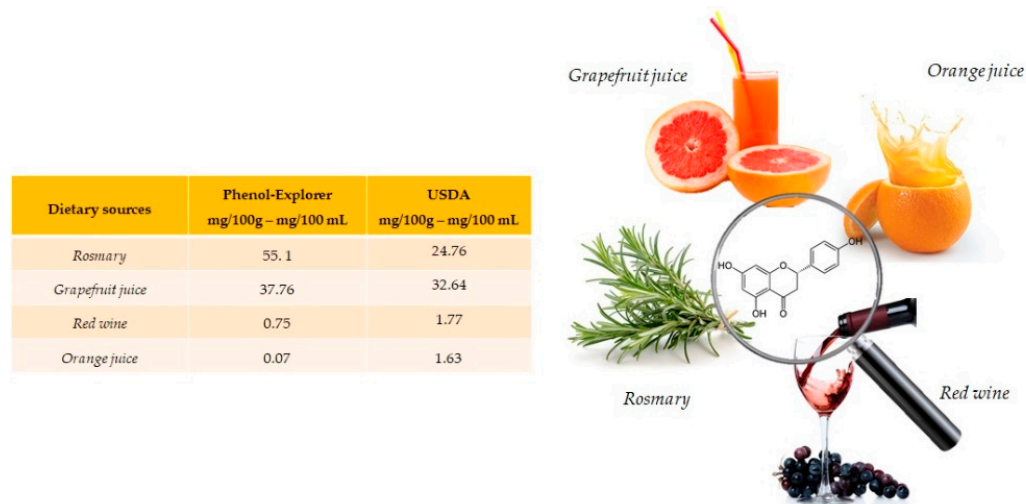 Dietary sources
Phenol-Explorer
mg/100g – mg/100 mL
USDA
mg/100g – mg/100 mL
Rosmary
55. 1
24.76
Grapefruit juice
37.76
32.64
Red wine
0.75
1.77
Orange juice
0.07
1.63
Grapefruit juice
Orange juice
OH
HO
O
OH
O
Rosmary
Red wine